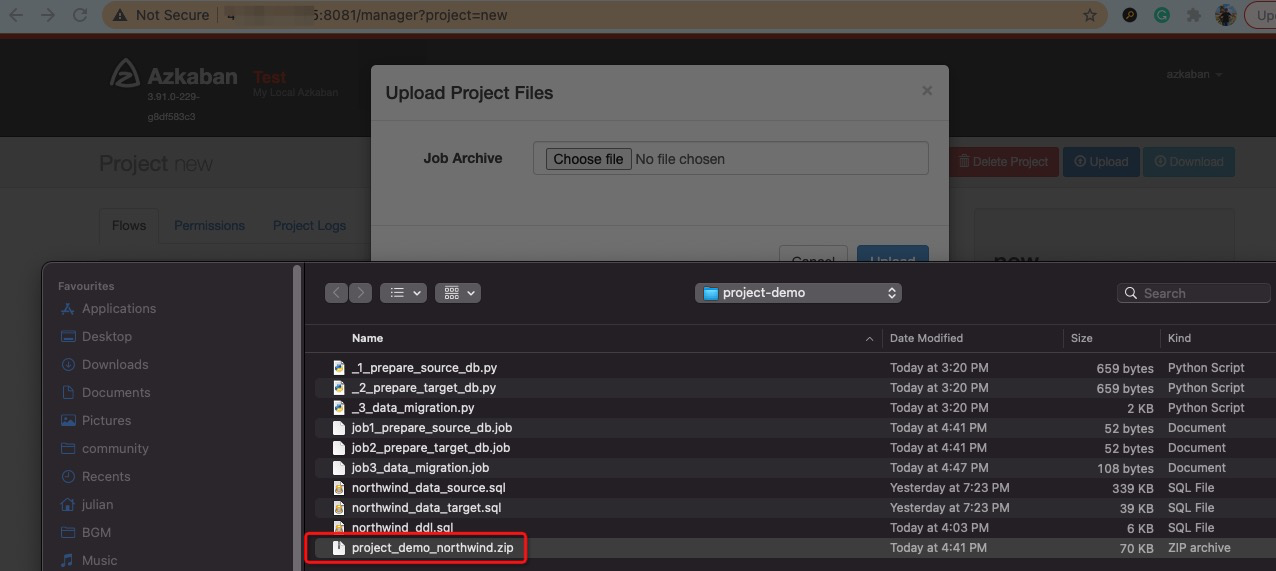 Not Secure 5:8081/manager?project=new
Azkaban Test
3.91.0-229-
g8df583c3
My Local Azkaban
azkaban
Upload Project Files ×
Job Archive Choose file No file chosen
Project new
Delete Project Upload Download
Flows Permissions Project Logs
new
Cancel Upload
Favourites
Applications
Desktop
Downloads
Documents
Pictures
community
Recents
julian
BGM
Music
project-demo
Search
Name Date Modified Size Kind
_1_prepare_source_db.py Today at 3:20 PM 659 bytes Python Script
_2_prepare_target_db.py Today at 3:20 PM 659 bytes Python Script
_3_data_migration.py Today at 3:20 PM 2 KB Python Script
job1_prepare_source_db.job Today at 4:41 PM 52 bytes Document
job2_prepare_target_db.job Today at 4:41 PM 52 bytes Document
job3_data_migration.job Today at 4:47 PM 108 bytes Document
northwind_data_source.sql Yesterday at 7:23 PM 339 KB SQL File
northwind_data_target.sql Yesterday at 7:23 PM 39 KB SQL File
northwind_ddl.sql Today at 4:03 PM 6 KB SQL File
project_demo_northwind.zip Today at 4:41 PM 70 KB ZIP archive